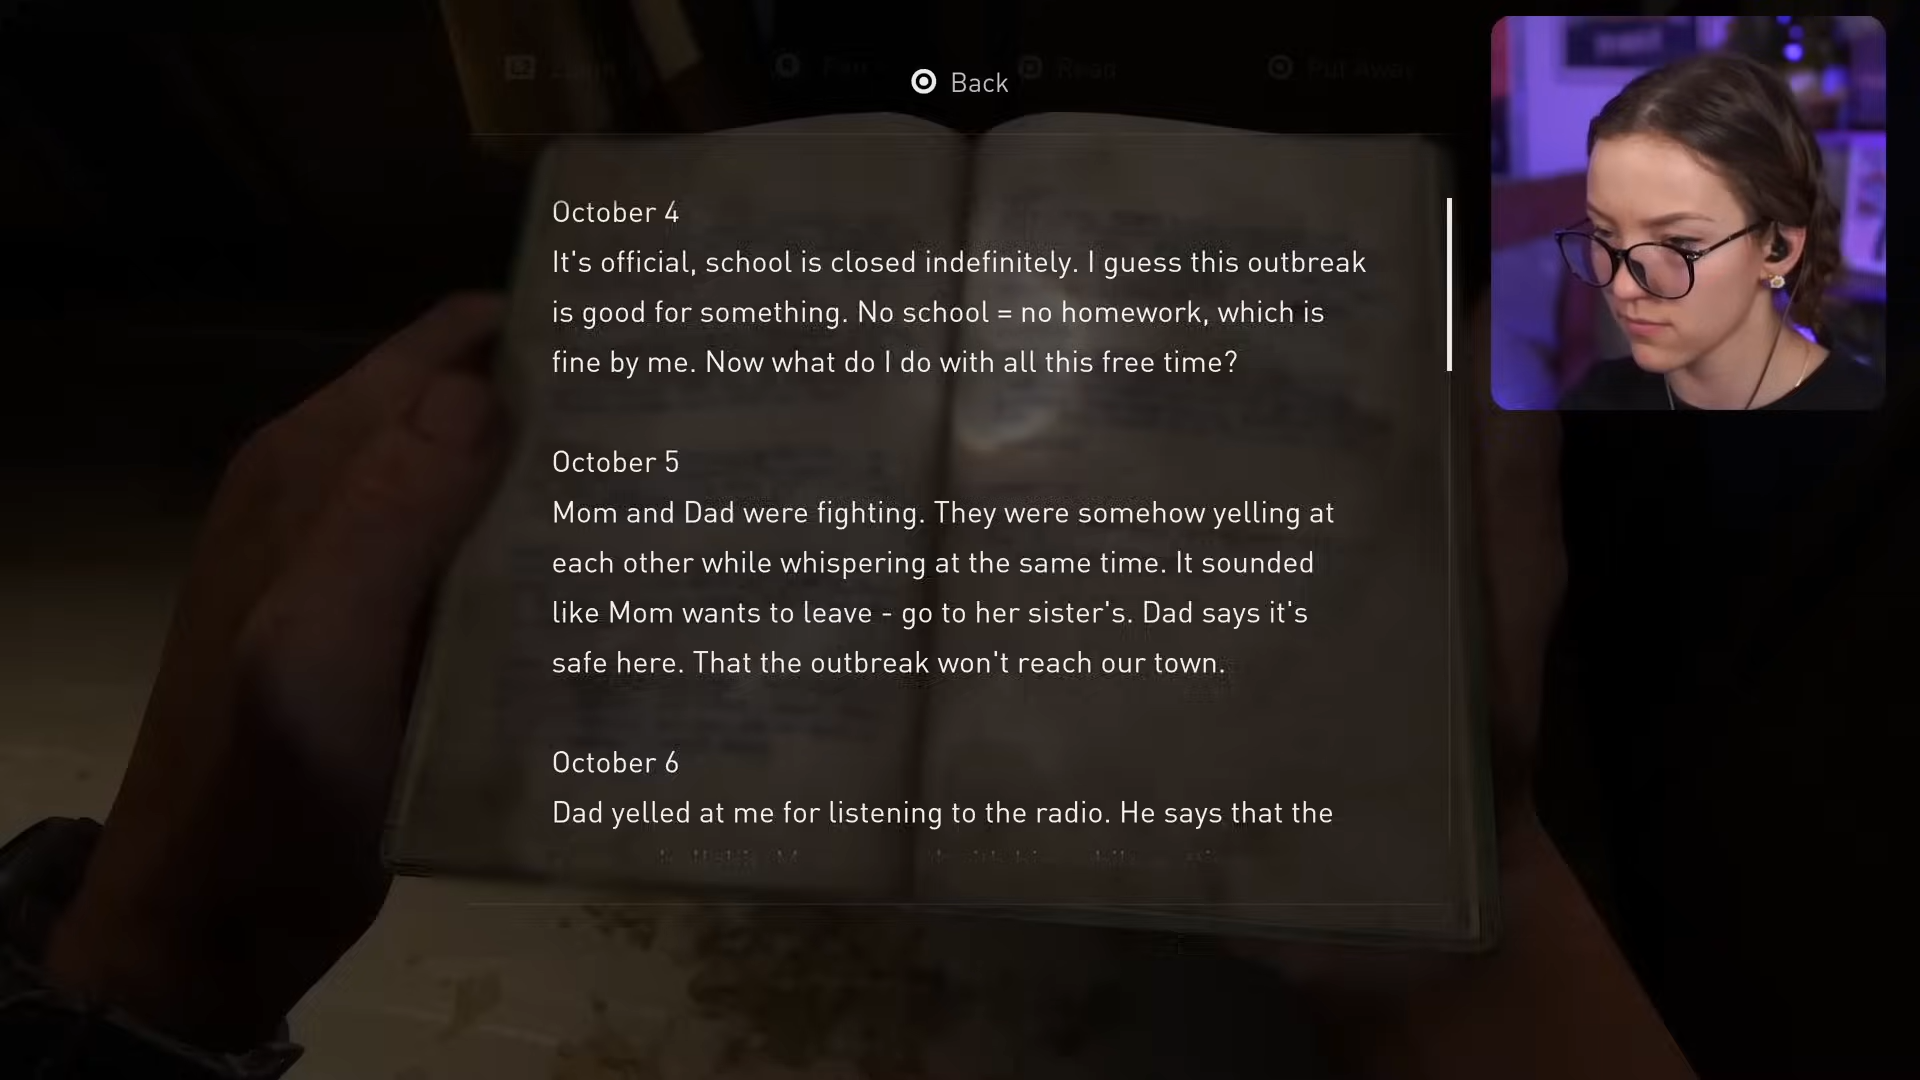 Back
Read
Put Away
October 4
It's official, school is closed indefinitely. I guess this outbreak
is good for something. No school = no homework, which is
fine by me. Now what do I do with all this free time?
October 5
Mom and Dad were fighting. They were somehow yelling at
each other while whispering at the same time. It sounded
like Mom wants to leave - go to her sister's. Dad says it's
safe here. That the outbreak won't reach our town.
October 6
Dad yelled at me for listening to the radio. He says that the